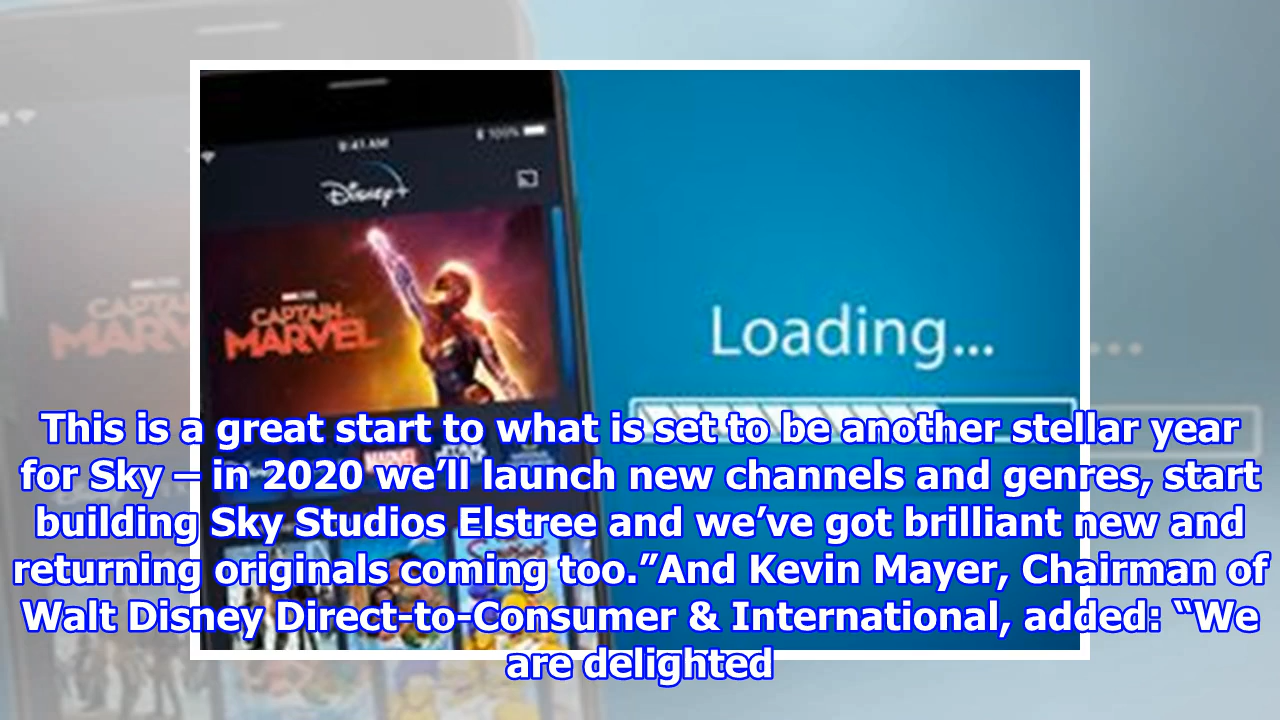 9:41 AM
100%
Disney+
CAPTAIN
MARVEL
Loading...
This is a great start to what is set to be another stellar year
for Sky – in 2020 we’ll launch new channels and genres, start
building Sky Studios Elstree and we’ve got brilliant new and
returning originals coming too.”And Kevin Mayer, Chairman of
Walt Disney Direct-to-Consumer & International, added: “We
are delighted
MARVEL